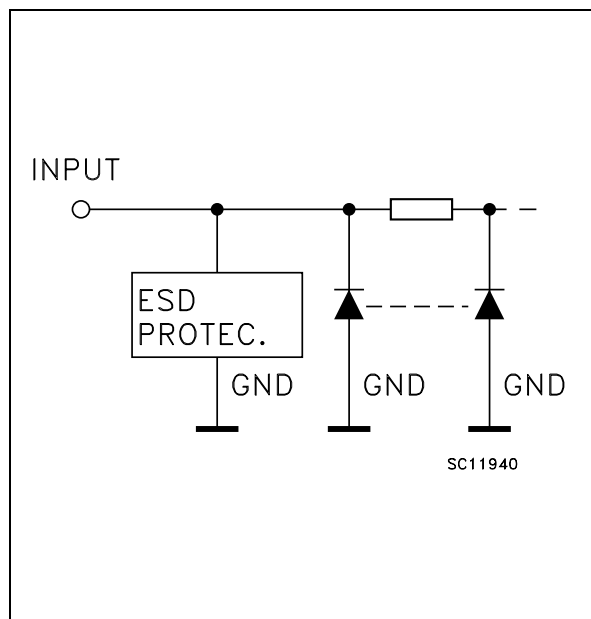 INPUT
ESD
PROTEC.
GND
GND
GND
SC11940